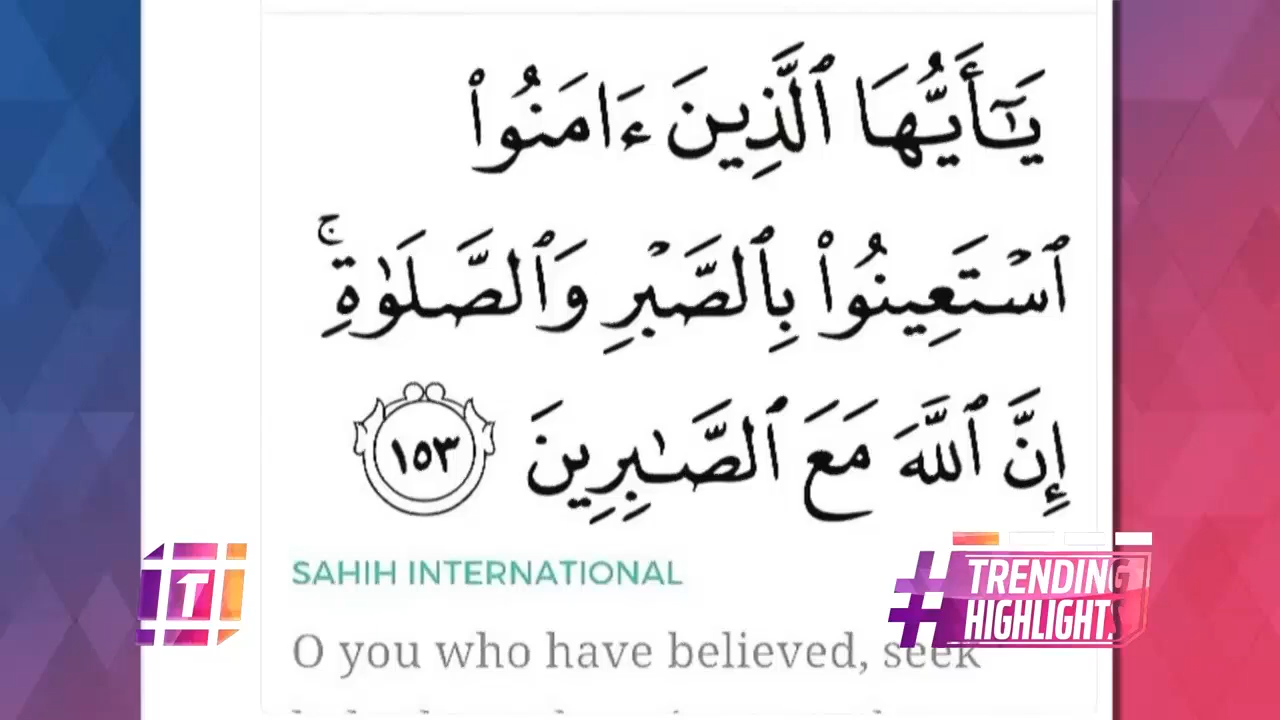 يَـٰٓأَيُّهَا ٱلَّذِينَ ءَامَنُوا۟
ٱسْتَعِينُوا۟ بِٱلصَّبْرِ وَٱلصَّلَوٰةِ ۚ
إِنَّ ٱللَّهَ مَعَ ٱلصَّـٰبِرِينَ ١٥٣
SAHIH INTERNATIONAL
O you who have believed, seek
T
#TRENDING
HIGHLIGHTS